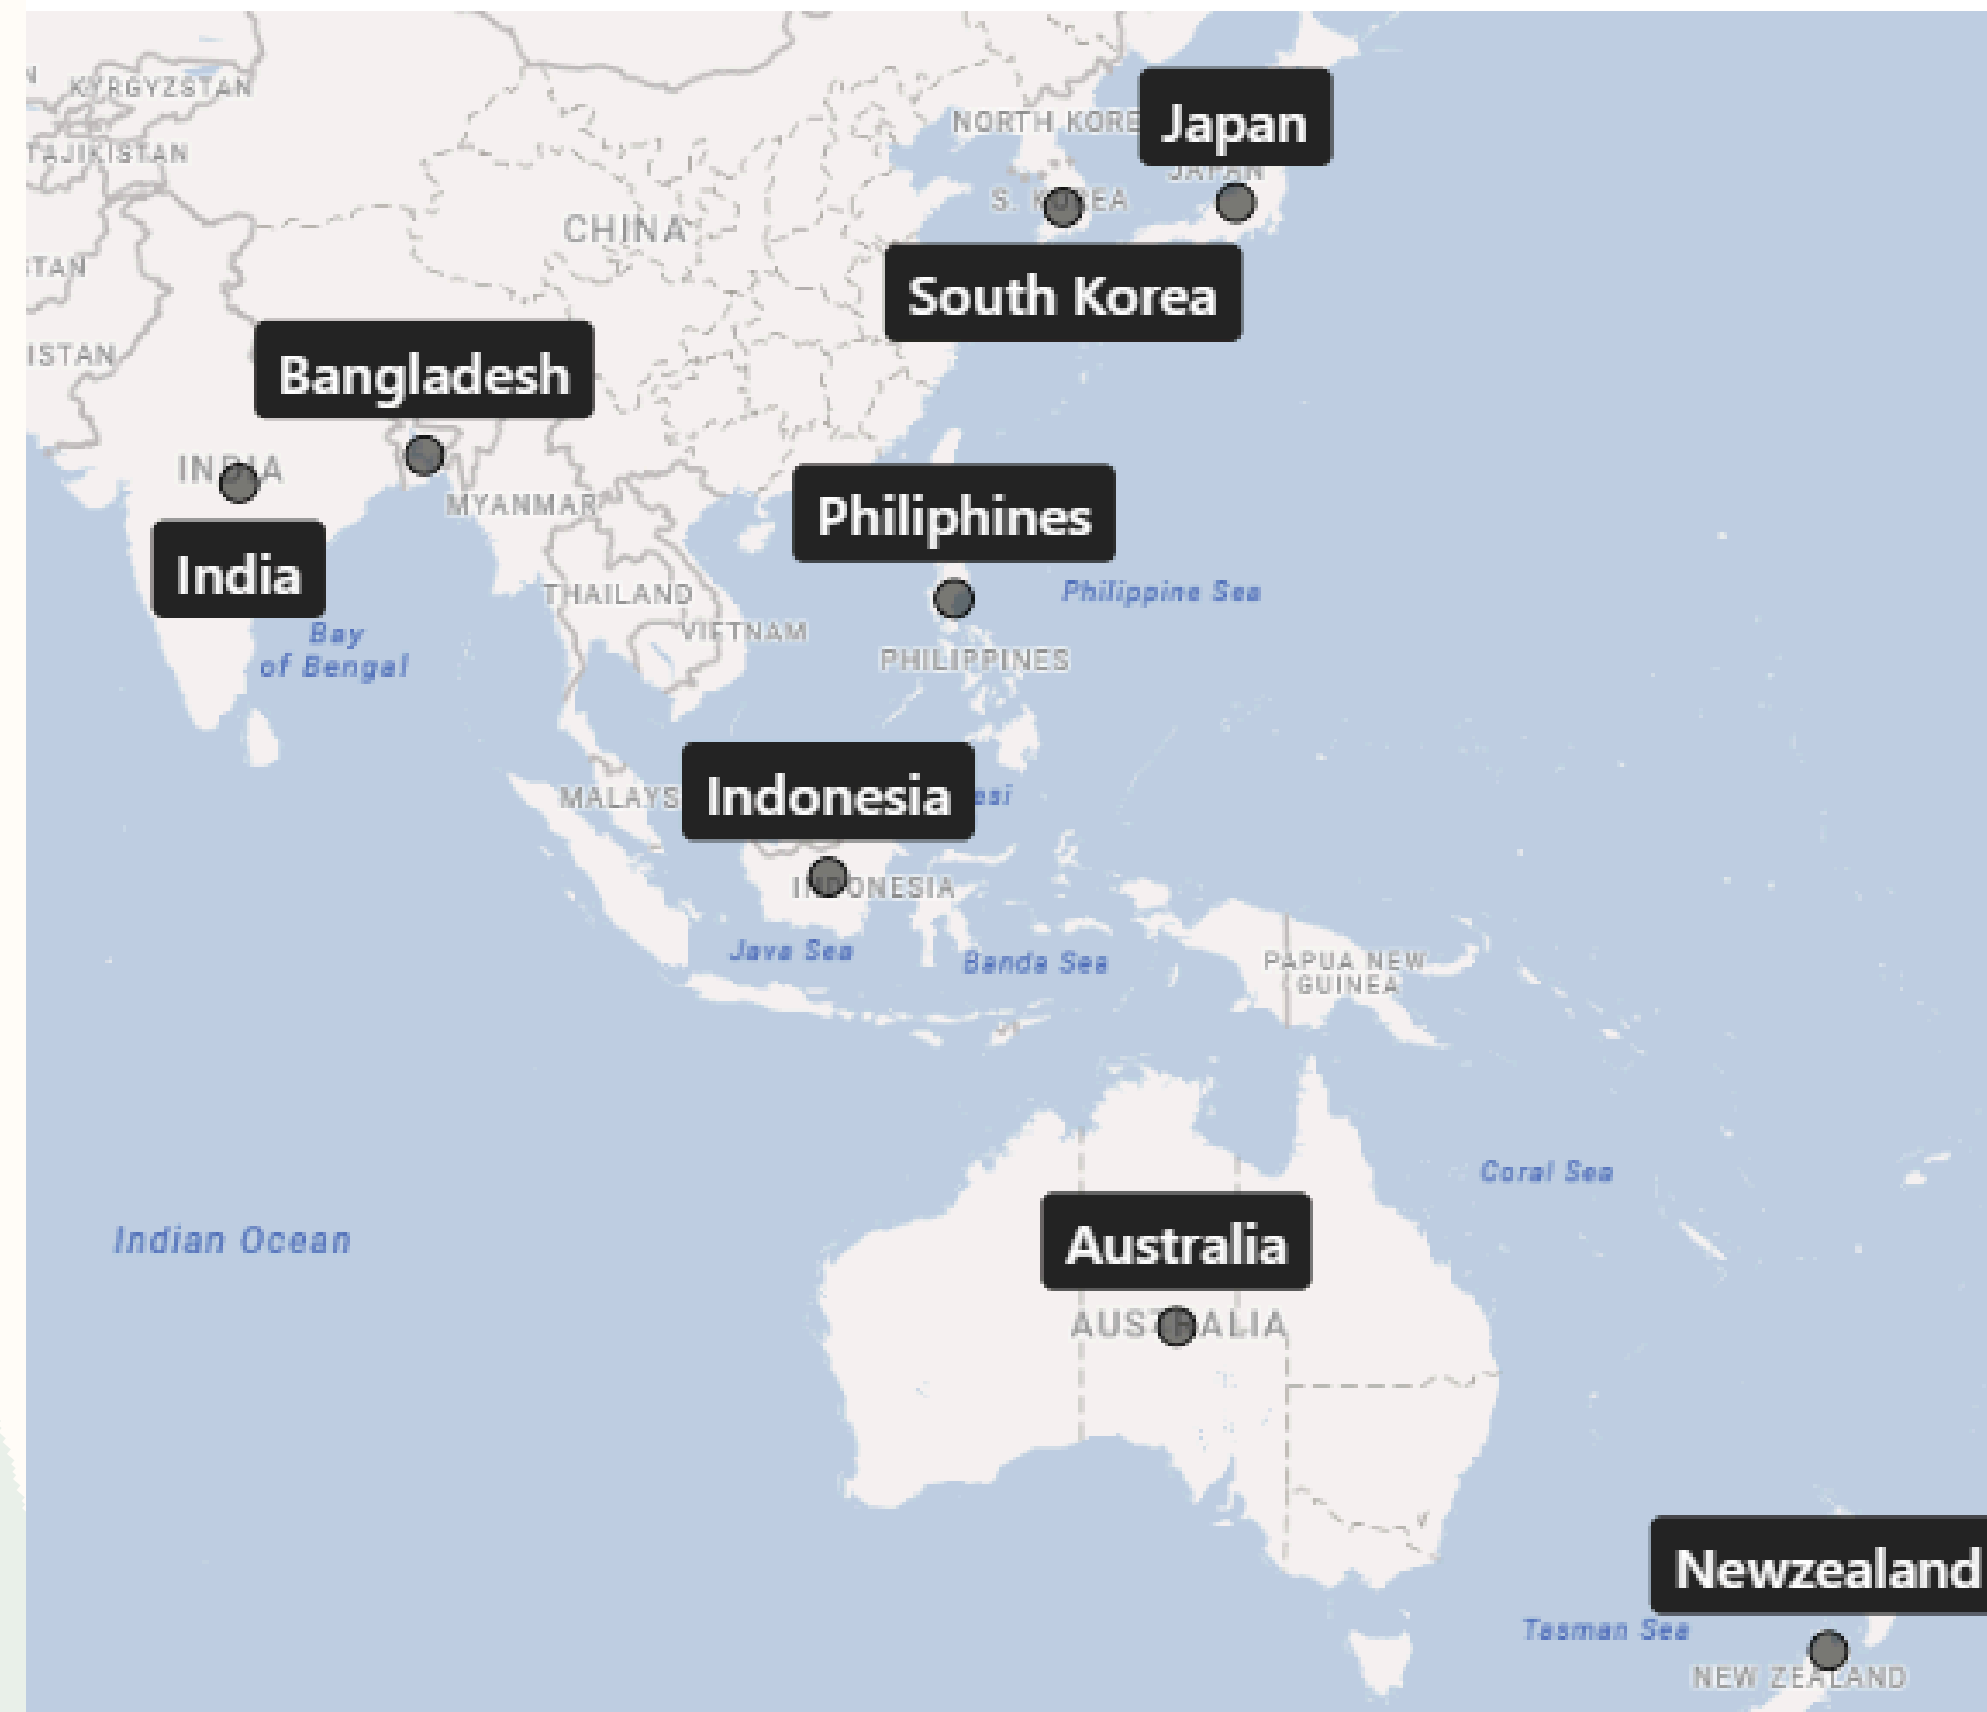 KYRGYZSTAN
TAJIKISTAN
NORTH KORE
Japan
JAPAN
S. KOREA
CHINA
South Korea
TAN
ISTAN
Bangladesh
INDIA
MYANMAR
India
Philiphines
Philippine Sea
THAILAND
VIETNAM
PHILIPPINES
Bay
of Bengal
MALAYS
Indonesia
esi
INDONESIA
Java Sea
Banda Sea
PAPUA NEW
GUINEA
Coral Sea
Indian Ocean
Australia
AUSTRALIA
Newzealand
Tasman Sea
NEW ZEALAND